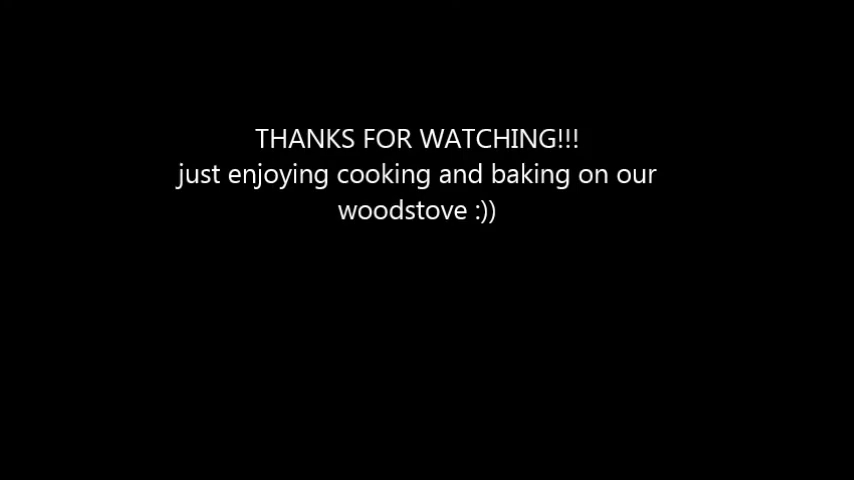 THANKS FOR WATCHING!!!
just enjoying cooking and baking on our
woodstove :))